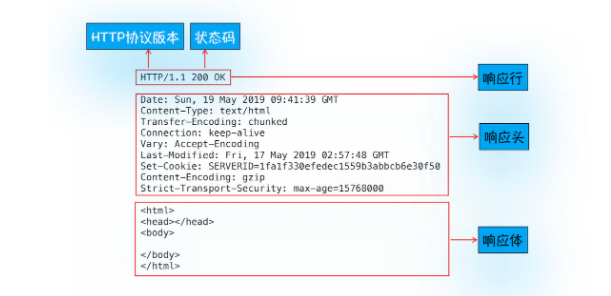 HTTP协议版本 状态码
HTTP/1.1 200 OK 响应行
Date: Sun, 19 May 2019 09:41:39 GMT
Content-Type: text/html
Transfer-Encoding: chunked
Connection: keep-alive 响应头
Vary: Accept-Encoding
Last-Modified: Fri, 17 May 2019 02:57:48 GMT
Set-Cookie: SERVERID=1fa1f330efedec1559b3abbcb6e30f50
Content-Encoding: gzip
Strict-Transport-Security: max-age=15768000
<html>
<head></head>
<body> 响应体
</body>
</html>